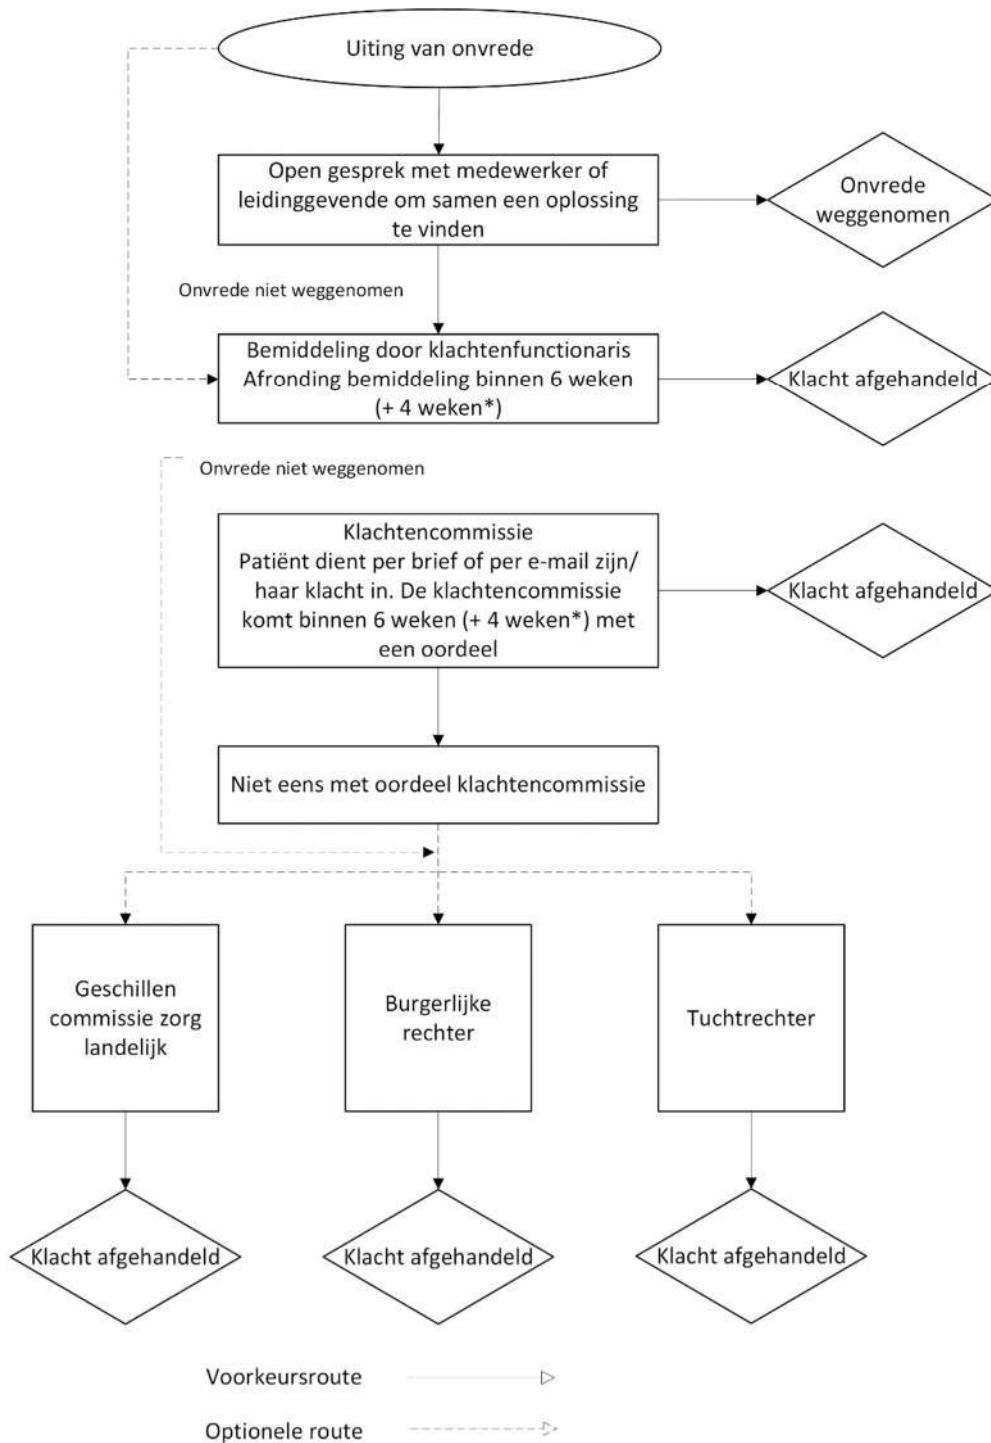 Uiting van onvrede
Open gesprek met medewerker of
leidinggevende om samen een oplossing
te vinden
Onvrede
weggenomen
Onvrede niet weggenomen
Bemiddeling door klachtenfunctionaris
Afronding bemiddeling binnen 6 weken
(+ 4 weken*)
Klacht afgehandeld
Onvrede niet weggenomen
Klachtencommissie
Patiënt dient per brief of per e-mail zijn/
haar klacht in. De klachtencommissie
komt binnen 6 weken (+ 4 weken*) met
een oordeel
Klacht afgehandeld
Niet eens met oordeel klachtencommissie
Geschillen
commissie zorg
landelijk
Burgerlijke
rechter
Tuchtrechter
Klacht afgehandeld
Klacht afgehandeld
Klacht afgehandeld
Voorkeursroute
Optionele route